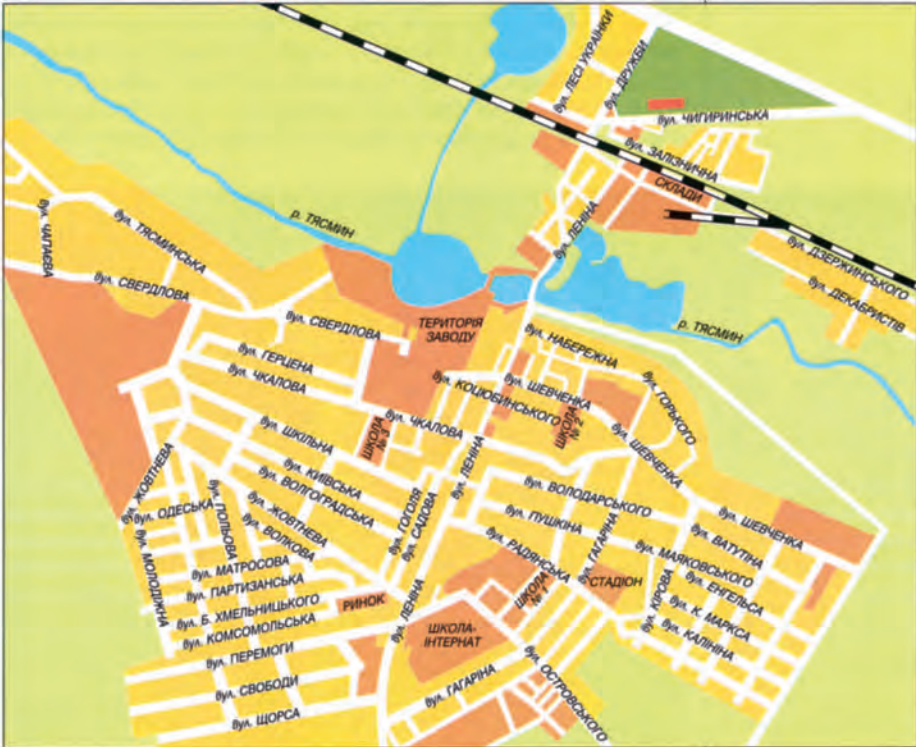 вул. ЛЕСІ УКРАЇНКИ
вул. ДРУЖБИ
вул. ЧИГИРИНСЬКА
вул. ЗАЛІЗНИЧНА
СКЛАДИ
вул. ЛЕНІНА
вул. ДЗЕРЖИНСЬКОГО
вул. ДЕКАБРИСТІВ
р. ТЯСМИН
р. ТЯСМИН
вул. ЧАПАЄВА
вул. ТЯСМИНСЬКА
вул. СВЕРДЛОВА
вул. СВЕРДЛОВА
ТЕРИТОРІЯ
ЗАВОДУ
вул. НАБЕРЕЖНА
вул. ГЕРЦЕНА
вул. ЧКАЛОВА
вул. КОЦЮБИНСЬКОГО
вул. ШЕВЧЕНКА
вул. ГОРЬКОГО
ШКОЛА
№ 3
вул. ЧКАЛОВА
ШКОЛА
№ 2
вул. ШЕВЧЕНКА
вул. ШКІЛЬНА
вул. КИЇВСЬКА
вул. ВОЛГОГРАДСЬКА
вул. ЛЕНІНА
вул. ВОЛОДАРСЬКОГО
вул. ЖОВТНЕВА
вул. ОДЕСЬКА
вул. ПОЛЬОВА
вул. ЖОВТНЕВА
вул. ВОЛКОВА
вул. ГОГОЛЯ
вул. САДОВА
вул. ПУШКІНА
вул. РАДЯНСЬКА
вул. ГАГАРІНА
вул. ШЕВЧЕНКА
вул. ВАТУТІНА
вул. МАЯКОВСЬКОГО
вул. ЕНГЕЛЬСА
вул. К. МАРКСА
вул. КАЛІНІНА
вул. КІРОВА
СТАДІОН
ШКОЛА
№ 1
вул. МОЛОДІЖНА
вул. МАТРОСОВА
вул. ПАРТИЗАНСЬКА
вул. Б. ХМЕЛЬНИЦЬКОГО
вул. КОМСОМОЛЬСЬКА
РИНОК
вул. ЛЕНІНА
ШКОЛА-
ІНТЕРНАТ
вул. ПЕРЕМОГИ
вул. СВОБОДИ
вул. ЩОРСА
вул. ГАГАРІНА
вул. ОСТРОВСЬКОГО